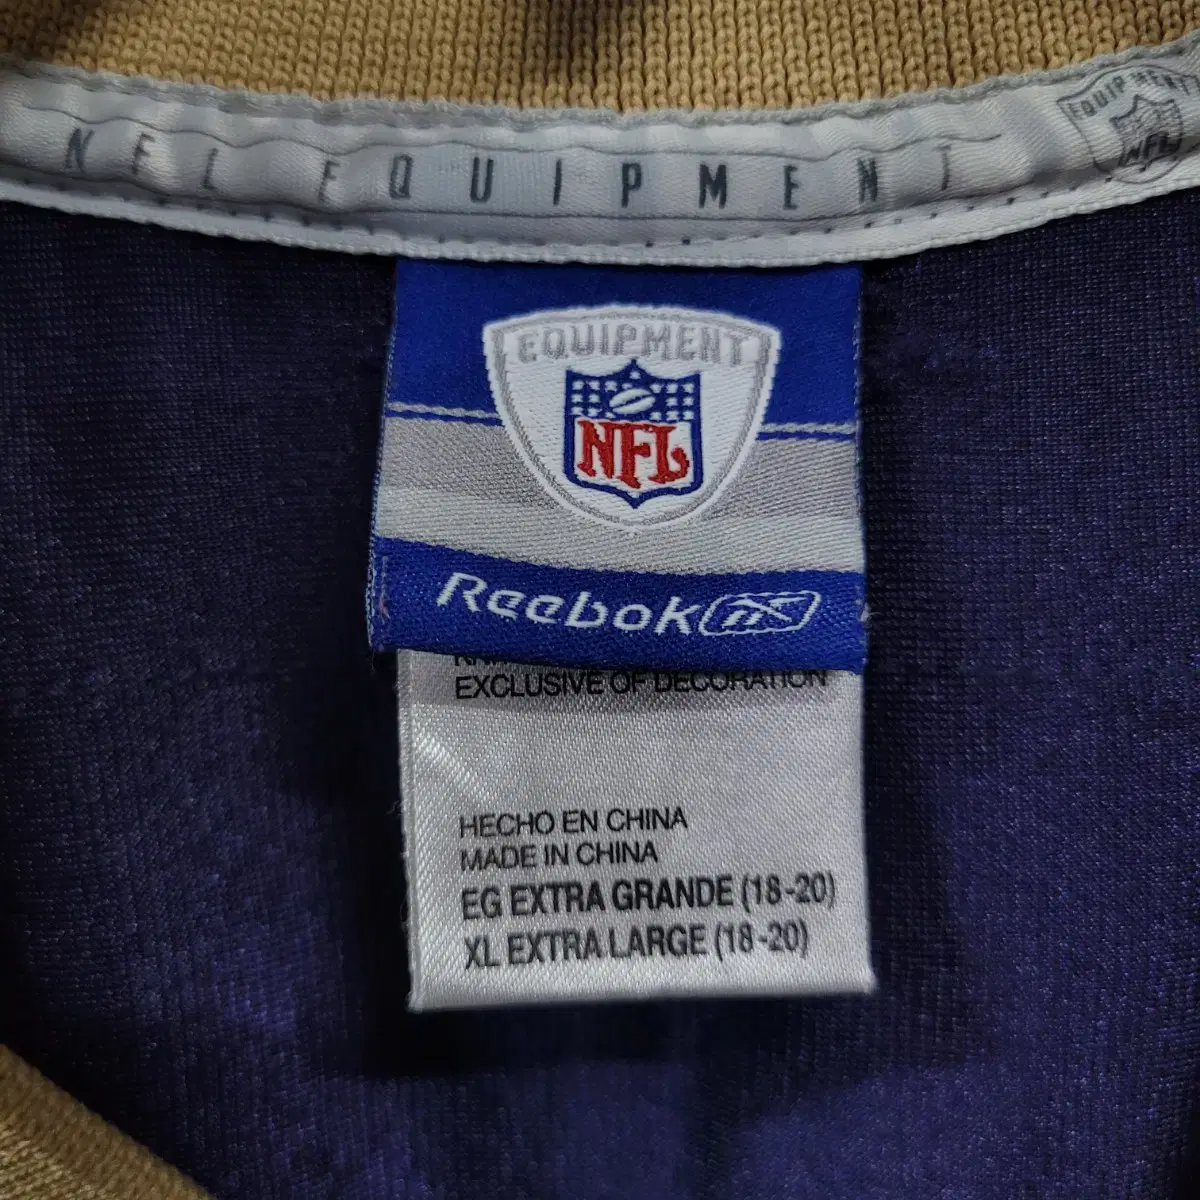 NFL EQUIPMENT
EQUIPMENT
NFL
EQUIPMENT
NFL
Reebok
EXCLUSIVE OF DECORATION
HECHO EN CHINA
MADE IN CHINA
EG EXTRA GRANDE (18-20)
XL EXTRA LARGE (18-20)